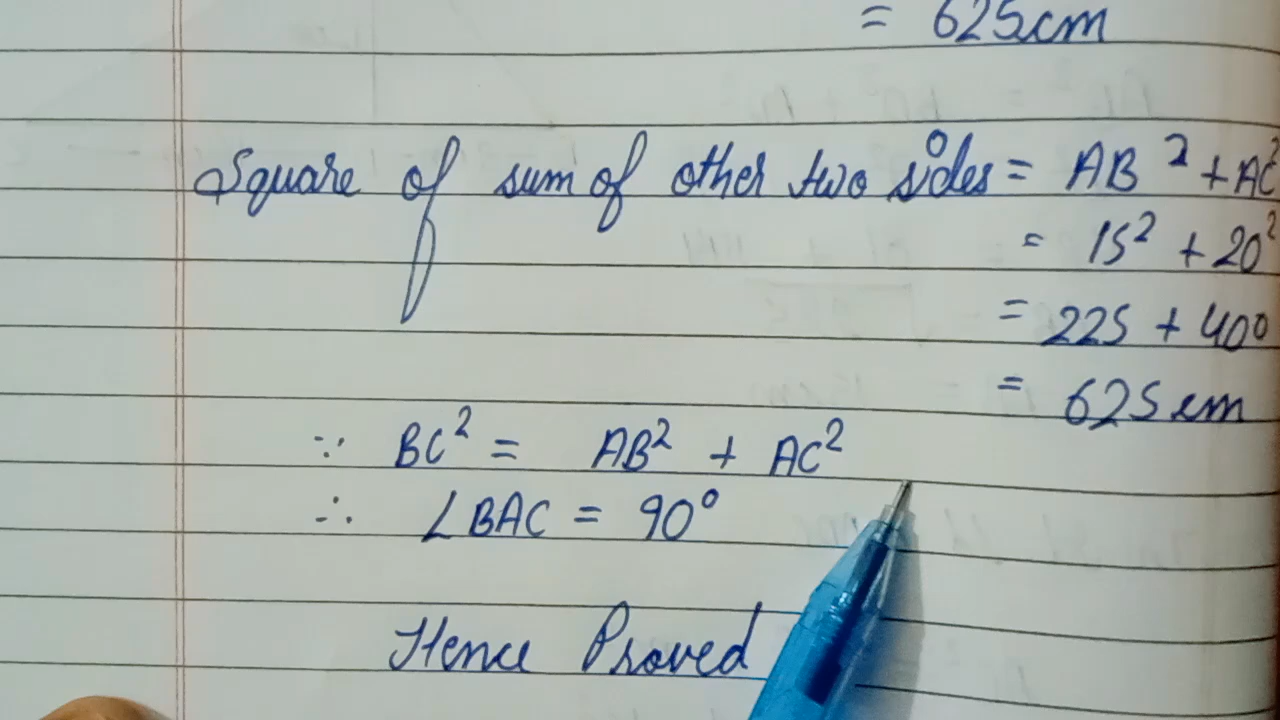 = 625cm
Square of sum of other two sides = AB² + AC²
= 15² + 20²
= 225 + 400
= 625 cm
∵ BC² = AB² + AC²
∴ ∠BAC = 90°
Hence Proved